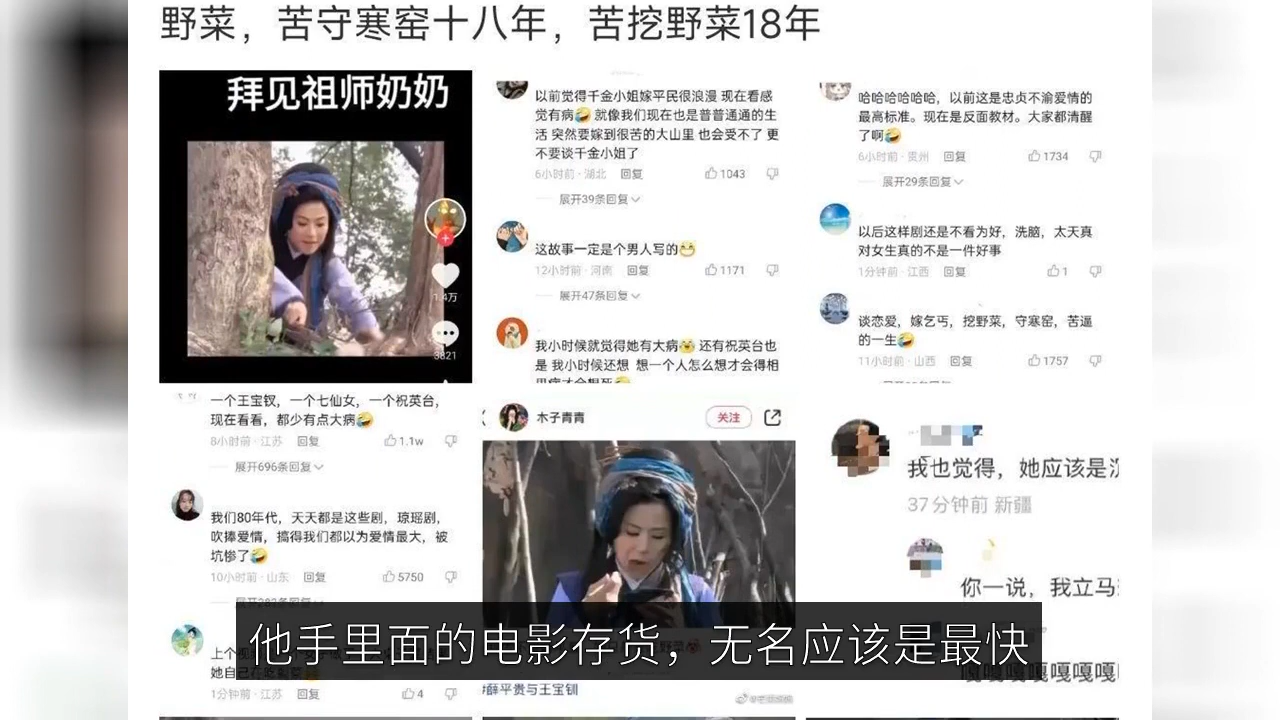 野菜，苦守寒窑十八年，苦挖野菜18年
拜见祖师奶奶
1.4万
3821
以前觉得千金小姐嫁平民很浪漫 现在看感
觉有病🤣 就像我们现在也是普普通通的生
活 突然要嫁到很苦的大山里 也会受不了 更
不要谈千金小姐了
6小时前·湖北 回复 1043
展开39条回复
这故事一定是个男人写的😁
12小时前·河南 回复 1171
展开47条回复
我小时候就觉得她有大病😹 还有祝英台也
是 我小时候还想 想一个人怎么想才会得相
哈哈哈哈哈哈，以前这是忠贞不渝爱情的
最高标准。现在是反面教材。大家都清醒
了啊🤣
6小时前·贵州 回复 1734
展开29条回复
以后这样剧还是不看为好，洗脑，太天真
对女生真的不是一件好事
1分钟前·江西 回复 1
谈恋爱，嫁乞丐，挖野菜，守寒窑，苦逼
的一生🤣
11小时前·山西 回复 1757
一个王宝钗，一个七仙女，一个祝英台，
现在看看，都少有点大病🤣
8小时前·江苏 回复 1.1w
展开696条回复
我们80年代，天天都是这些剧，琼瑶剧，
吹捧爱情，搞得我们都以为爱情最大，被
坑惨了🤣
10小时前·山东 回复 5750
1分钟前·江苏 回复 4
木子青青
关注
#薛平贵与王宝钏
我也觉得，她应该是
37分钟前 新疆
你一说，我立马
嘎嘎嘎嘎嘎嘎
他手里面的电影存货，无名应该是最快